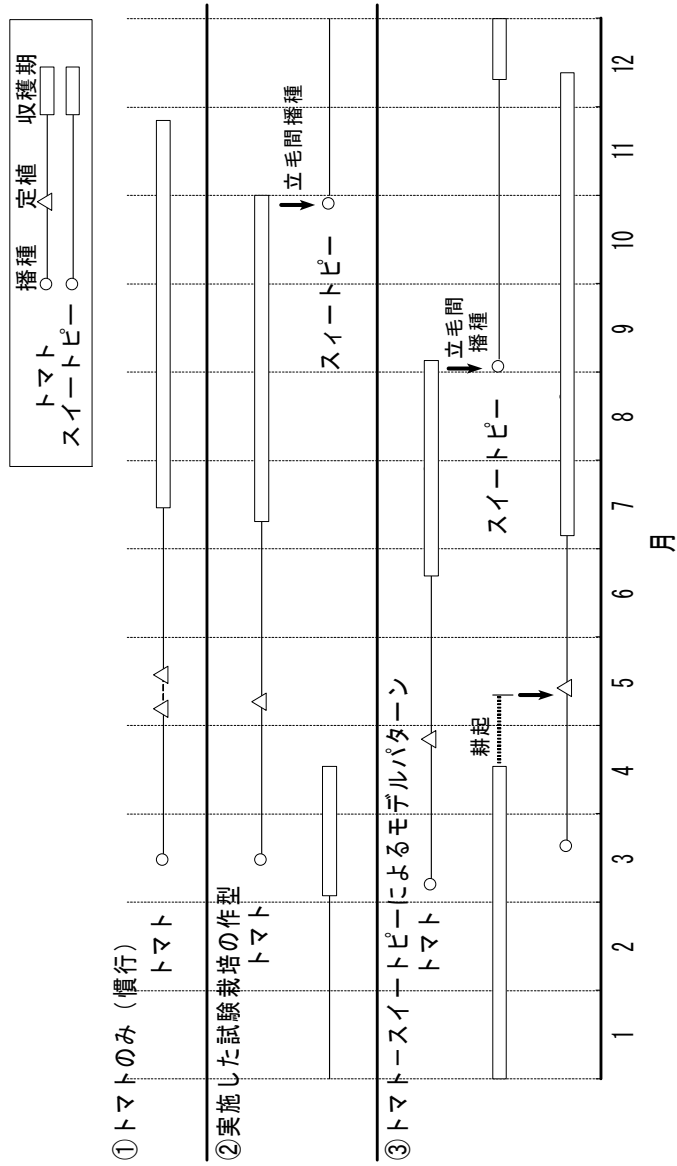 播種 定植 収穫期
トマト
スイートピー
①トマトのみ（慣行）
トマト
②実施した試験栽培の作型
トマト
立毛間播種
スィートピー
③トマト－スイートピーによるモデルパターン
トマト
立毛間
播種
スイートピー
耕起
1 2 3 4 5 6 7 8 9 10 11 12
月